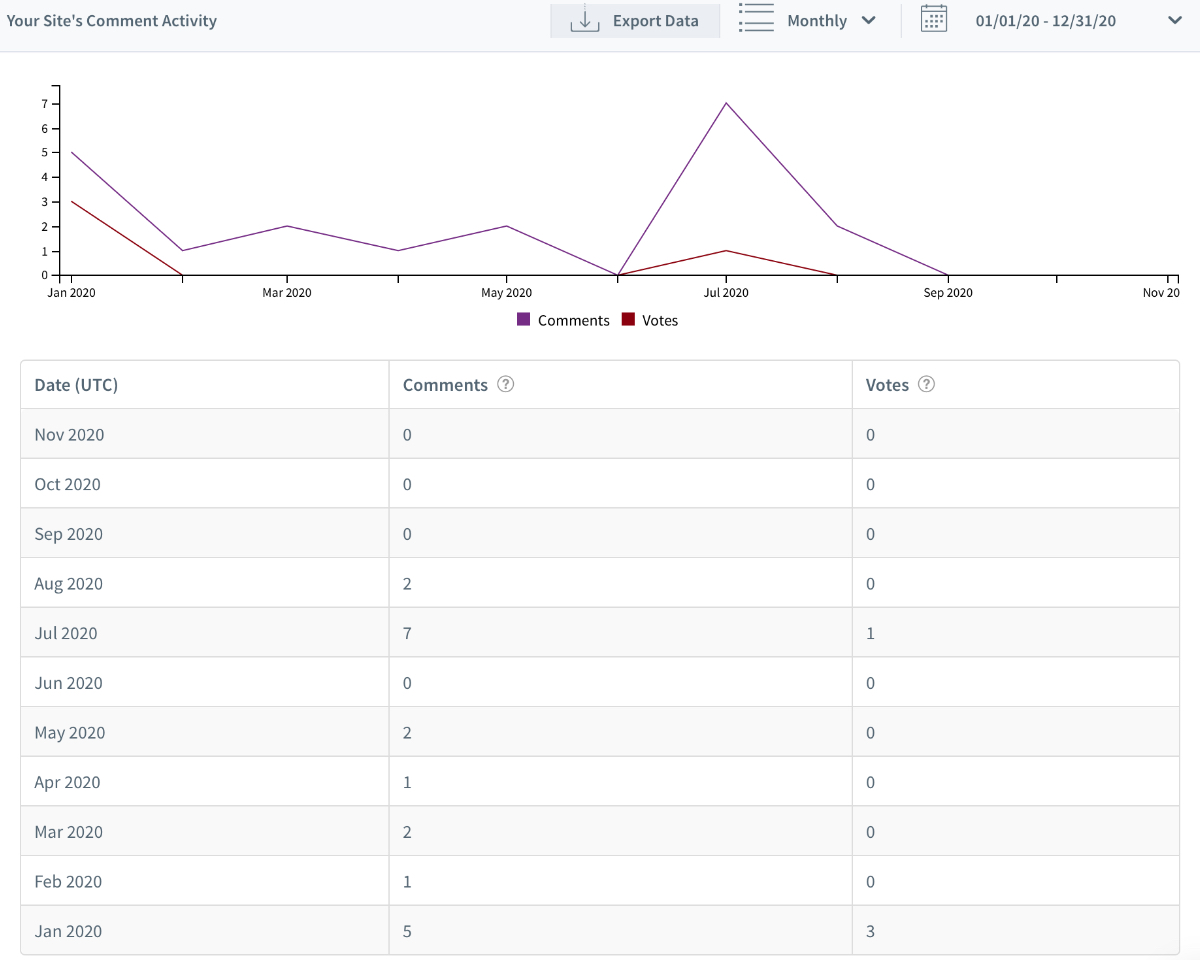 Your Site's Comment Activity Export Data Monthly 01/01/20 - 12/31/20
7
6
5
4
3
2
1
0
Jan 2020 Mar 2020 May 2020 Jul 2020 Sep 2020 Nov 20
Comments Votes
Date (UTC) Comments ? Votes ?
Nov 2020 0 0
Oct 2020 0 0
Sep 2020 0 0
Aug 2020 2 0
Jul 2020 7 1
Jun 2020 0 0
May 2020 2 0
Apr 2020 1 0
Mar 2020 2 0
Feb 2020 1 0
Jan 2020 5 3